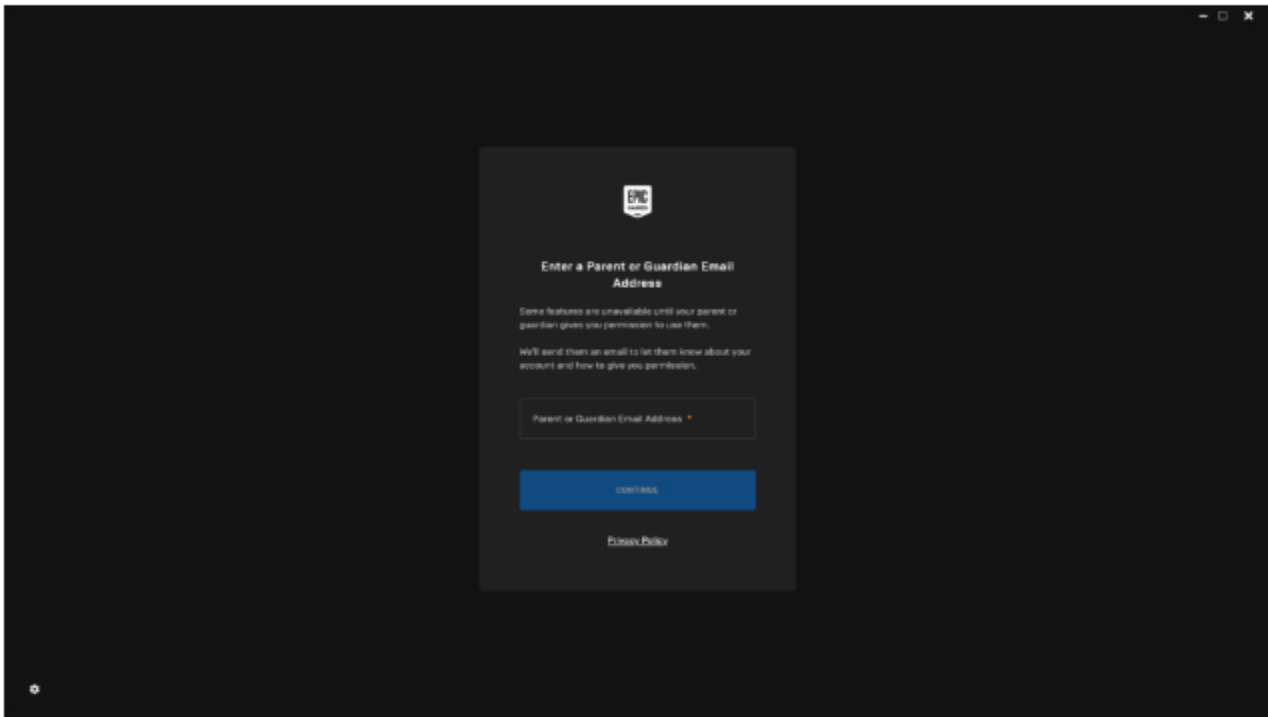 EPIC
GAMES
Enter a Parent or Guardian Email
Address
Some features are unavailable until your parent or
guardian gives you permission to use them.
We'll send them an email to let them know about your
account and how to give you permission.
Parent or Guardian Email Address *
CONTINUE
Privacy Policy